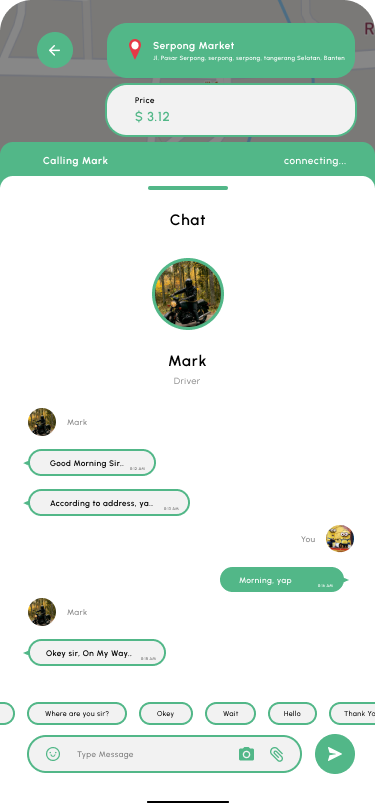 R
Serpong Market
Jl. Pasar Serpong, serpong, serpong, tangerang Selatan. Banten
Price
$ 3.12
Calling Mark
connecting...
Chat
Mark
Driver
Mark
Good Morning Sir..
8:12 AM
According to address, ya..
8:13 AM
You
Morning, yap
8:14 AM
Mark
Okey sir, On My Way..
8:15 AM
Where are you sir?
Okey
Wait
Hello
Thank Yo
Type Message